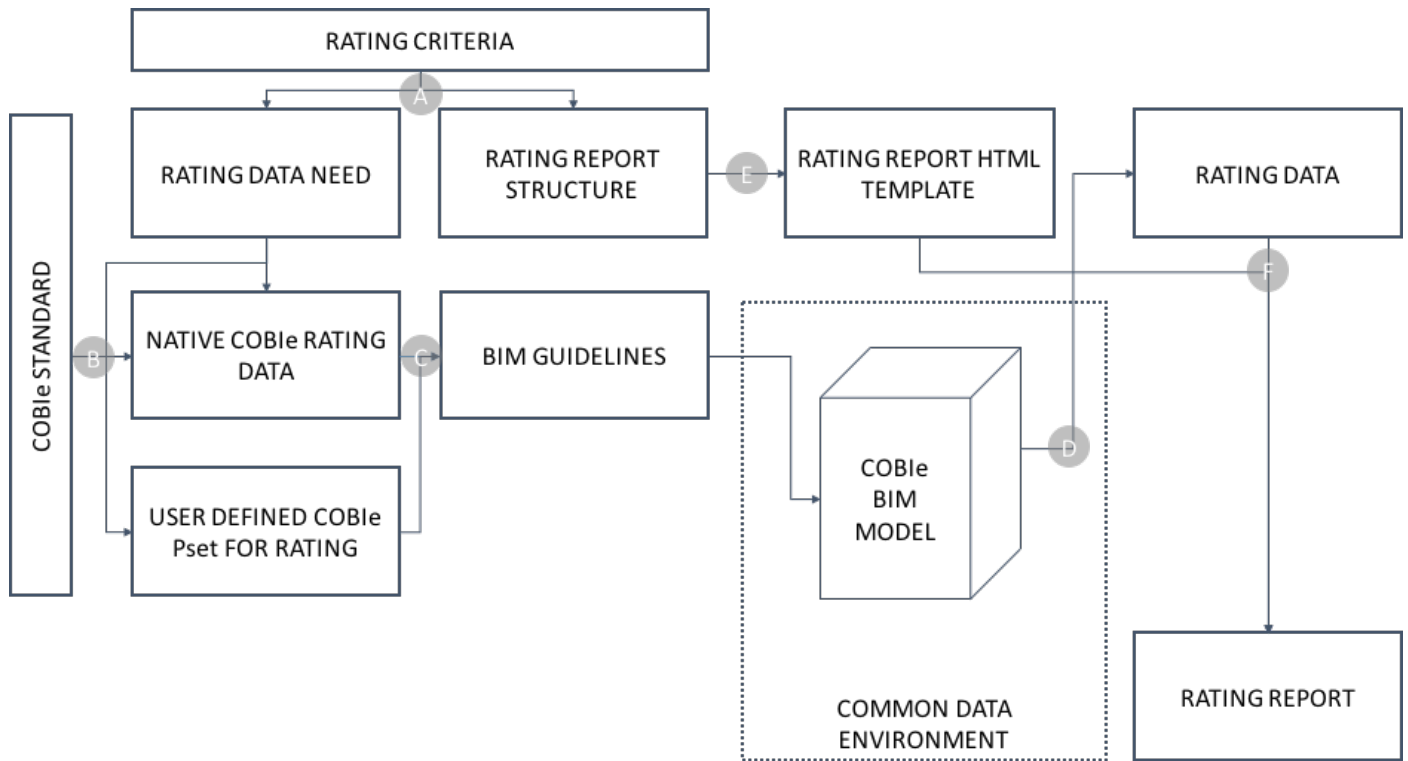 RATING CRITERIA
A
RATING DATA NEED
RATING REPORT
STRUCTURE
E
RATING REPORT HTML
TEMPLATE
RATING DATA
F
COBIe STANDARD
B
NATIVE COBIe RATING
DATA
C
BIM GUIDELINES
D
COBIe
BIM
MODEL
USER DEFINED COBIe
Pset FOR RATING
COMMON DATA
ENVIRONMENT
RATING REPORT